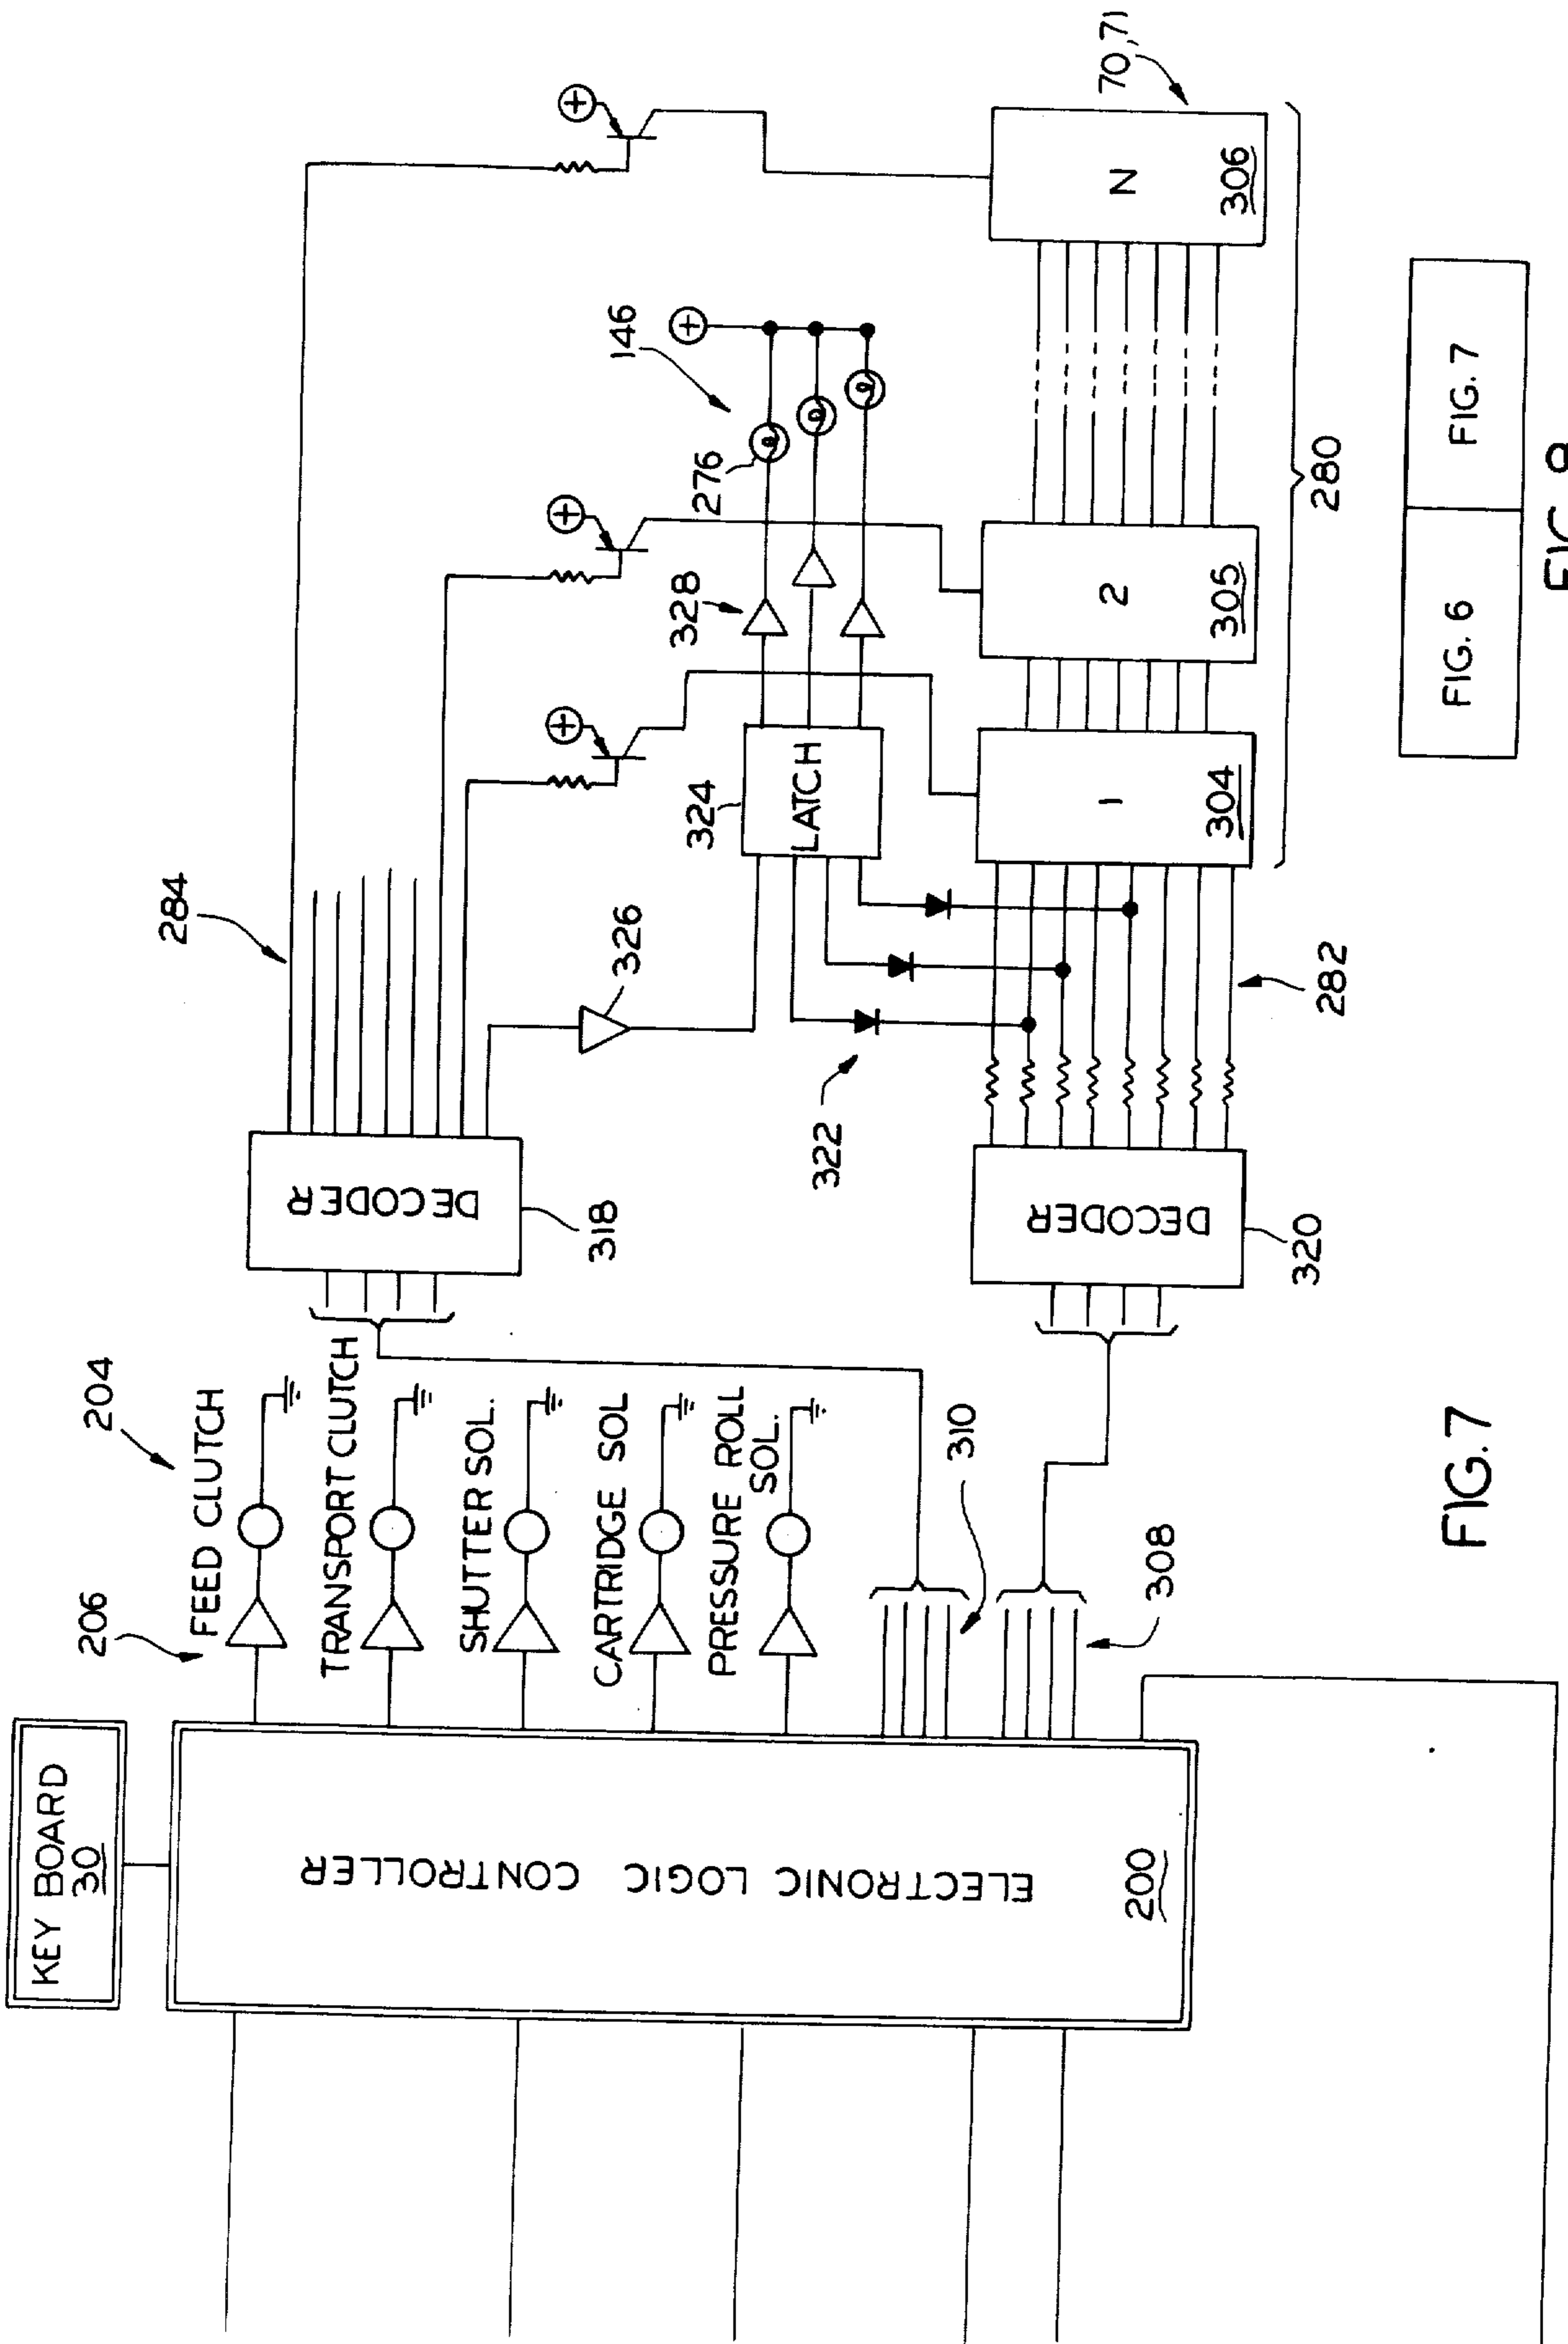 KEY BOARD
30
ELECTRONIC LOGIC CONTROLLER
200
206
204
FEED CLUTCH
TRANSPORT CLUTCH
SHUTTER SOL.
CARTRIDGE SOL
PRESSURE ROLL
SOL.
310
308
DECODER
318
284
326
DECODER
320
322
282
324
LATCH
328
276
146
1
304
2
305
N
306
70,71
280
FIG.7
FIG. 6
FIG. 7